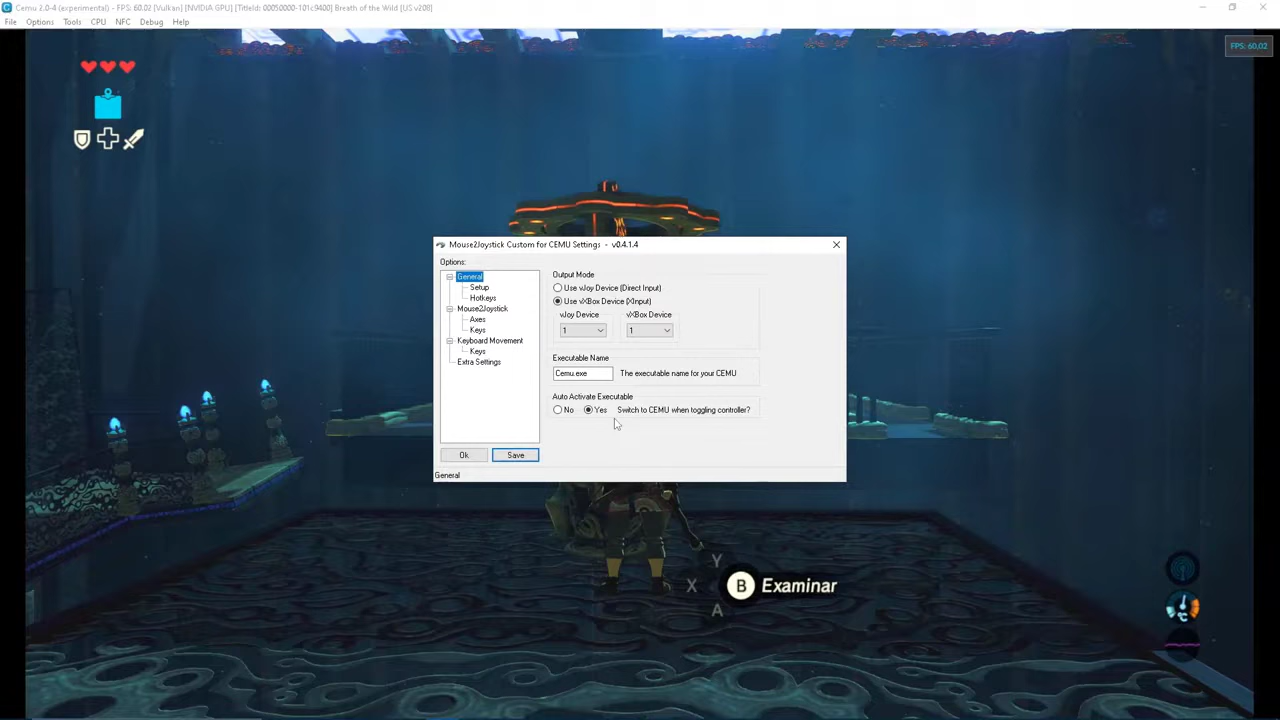 Cemu 2.0-4 (experimental) - FPS: 60.02 [Vulkan] [NVIDIA GPU] [TitleId: 00050000-101c9400] Breath of the Wild [US v208]
File Options Tools CPU NFC Debug Help
FPS: 60,02
Mouse2Joystick Custom for CEMU Settings - v0.4.1.4
Options:
General
Setup
Hotkeys
Mouse2Joystick
Axes
Keys
Keyboard Movement
Keys
Extra Settings
Output Mode
Use vJoy Device (Direct Input)
Use vXBox Device (XInput)
vJoy Device vXBox Device
1 1
Executable Name
Cemu.exe The executable name for your CEMU
Auto Activate Executable
No Yes Switch to CEMU when toggling controller?
Ok Save
General
Y
X B Examinar
A